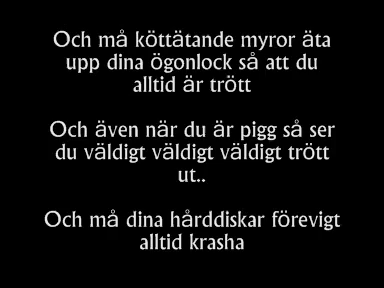 Och må köttätande myror äta
upp dina ögonlock så att du
alltid är trött
Och även när du är pigg så ser
du väldigt väldigt väldigt trött
ut..
Och må dina hårddiskar förevigt
alltid krasha